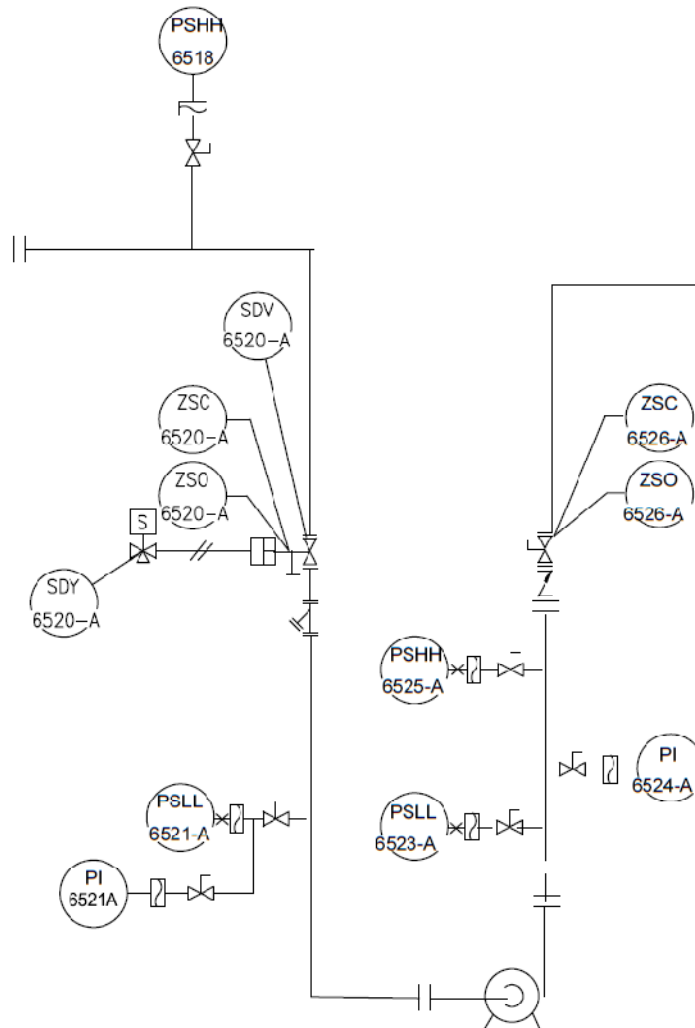 PSHH
6518
SDV
6520-A
ZSC
6520-A
ZSO
6520-A
S
SDY
6520-A
ZSC
6526-A
ZSO
6526-A
PSHH
6525-A
PI
6524-A
PSLL
6521-A
PSLL
6523-A
PI
6521A